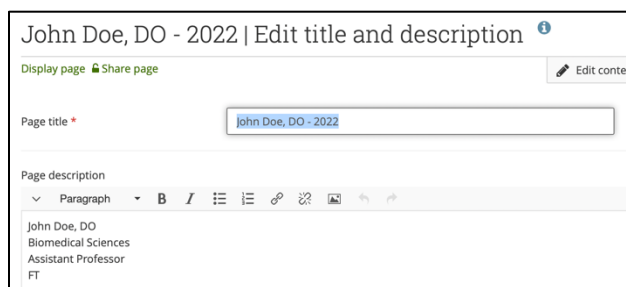 John Doe, DO - 2022 | Edit title and description
Display page Share page
Edit conte
Page title *
John Doe, DO - 2022
Page description
Paragraph B I
John Doe, DO
Biomedical Sciences
Assistant Professor
FT